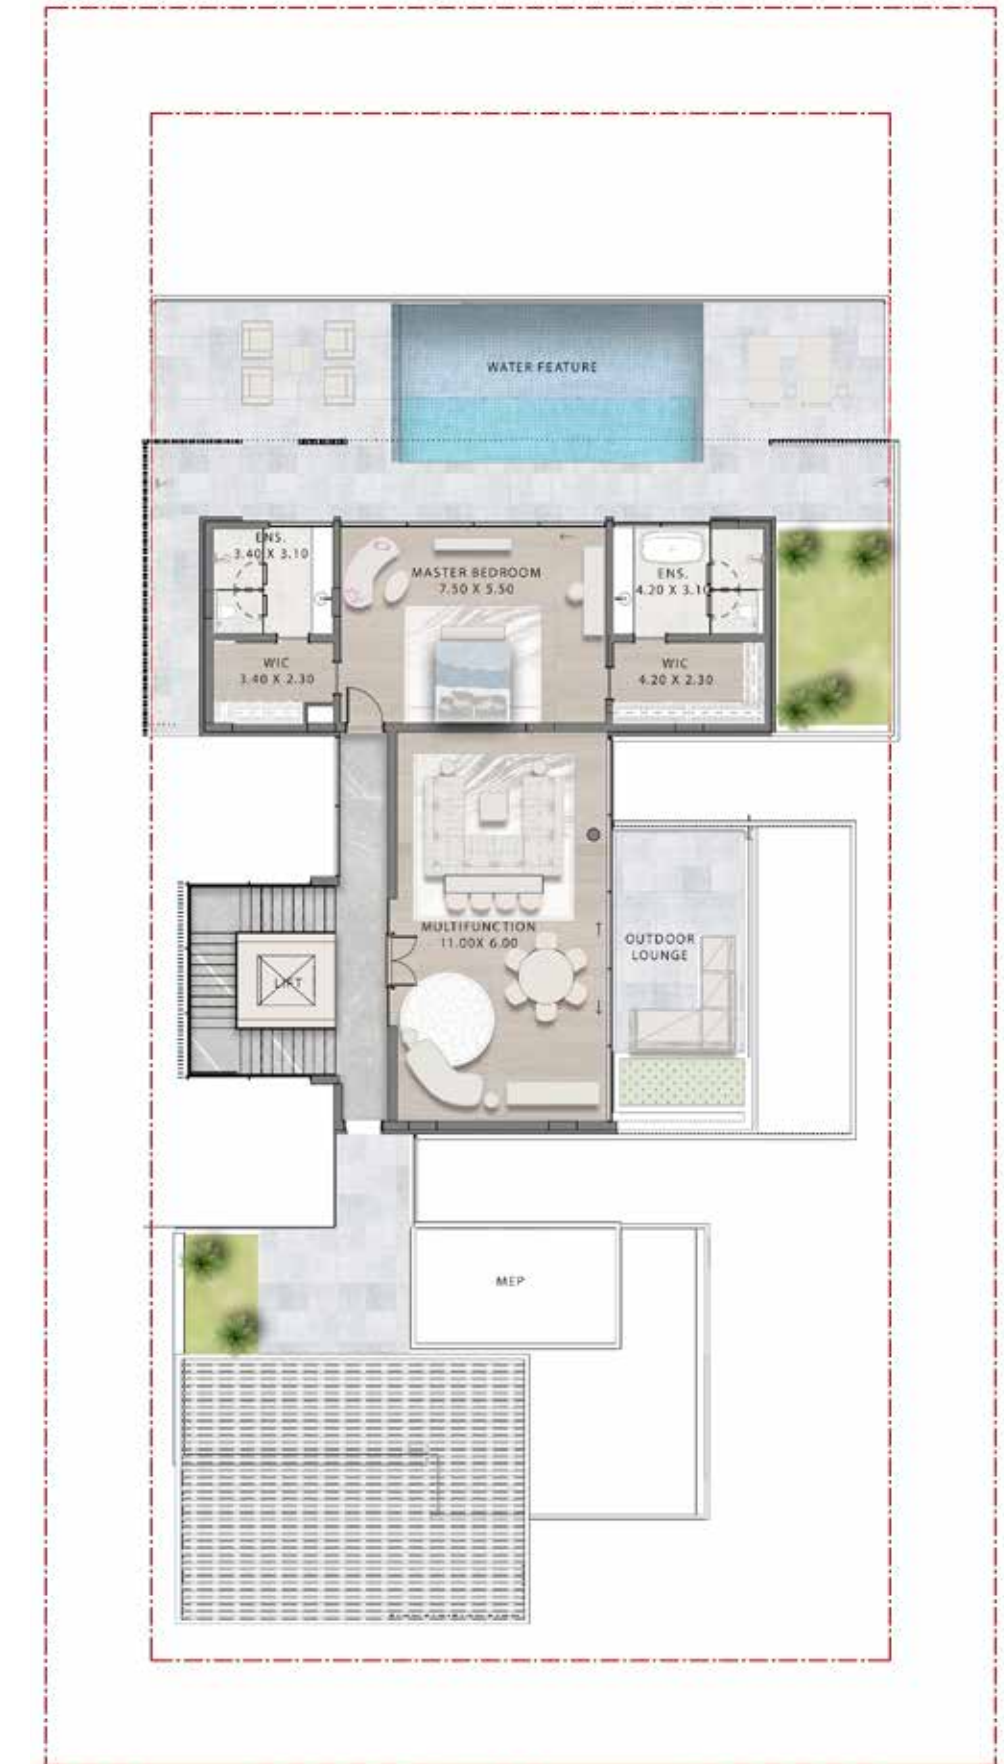 WATER FEATURE
ENS.
3.40 X 3.10
MASTER BEDROOM
7.50 X 5.50
ENS.
4.20 X 3.10
WIC
3.40 X 2.30
WIC
4.20 X 2.30
MULTIFUNCTION
11.00X 6.00
OUTDOOR
LOUNGE
LIFT
MEP